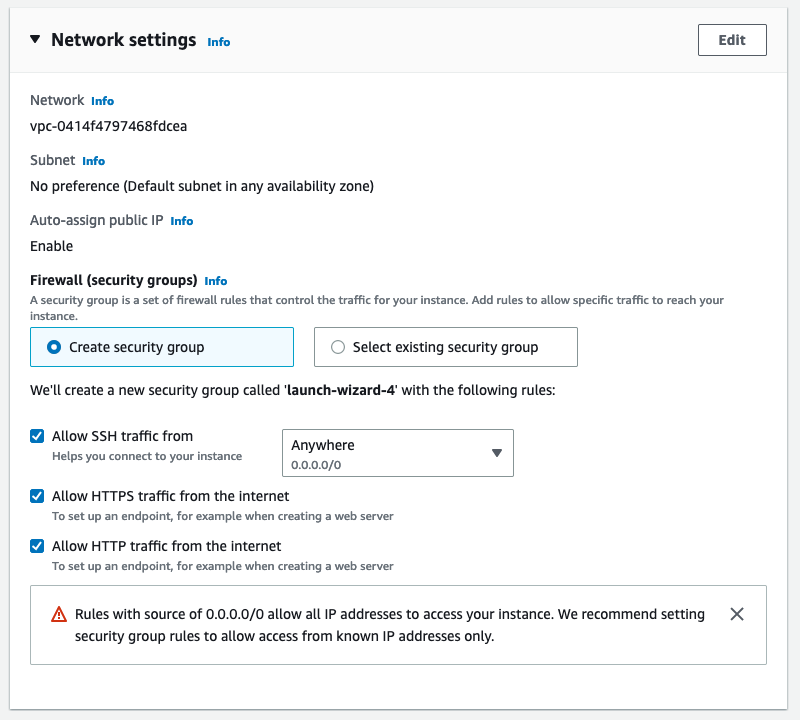 Network settings Info
Edit
Network Info
vpc-0414f4797468fdcea
Subnet Info
No preference (Default subnet in any availability zone)
Auto-assign public IP Info
Enable
Firewall (security groups) Info
A security group is a set of firewall rules that control the traffic for your instance. Add rules to allow specific traffic to reach your
instance.
Create security group
Select existing security group
We'll create a new security group called 'launch-wizard-4' with the following rules:
Allow SSH traffic from
Helps you connect to your instance
Anywhere
0.0.0.0/0
Allow HTTPS traffic from the internet
To set up an endpoint, for example when creating a web server
Allow HTTP traffic from the internet
To set up an endpoint, for example when creating a web server
Rules with source of 0.0.0.0/0 allow all IP addresses to access your instance. We recommend setting
security group rules to allow access from known IP addresses only.